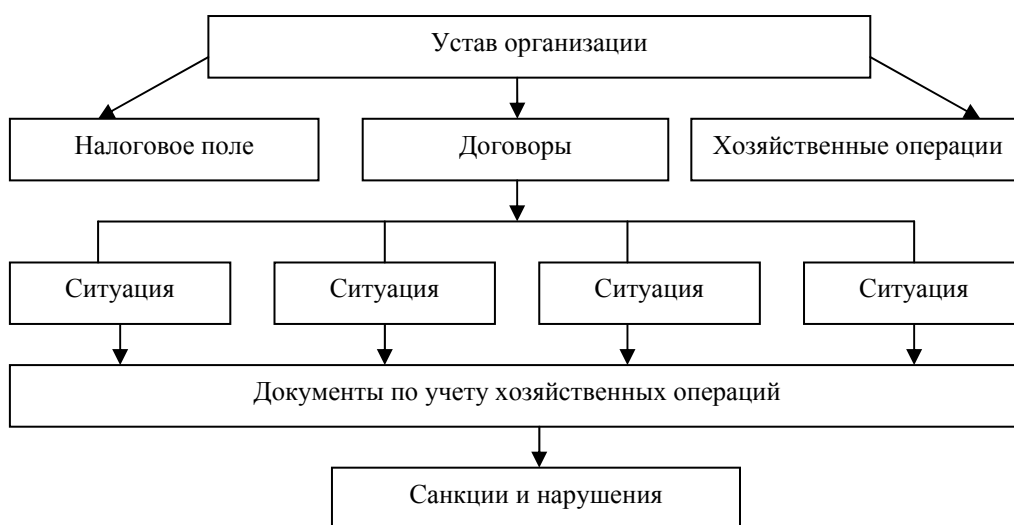 Устав организации
Налоговое поле
Договоры
Хозяйственные операции
Ситуация
Ситуация
Ситуация
Ситуация
Документы по учету хозяйственных операций
Санкции и нарушения